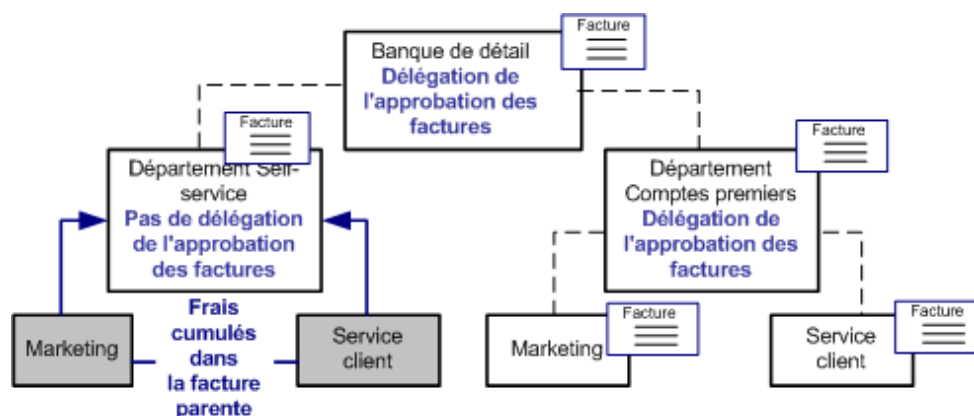 Facture
Banque de détail
Délégation de
l'approbation des
factures
Facture
Département Self-
service
Pas de délégation
de l'approbation
des factures
Facture
Département
Comptes premiers
Délégation de
l'approbation des
factures
Marketing
Frais
cumulés
dans
la facture
parente
Service
client
Facture
Marketing
Facture
Service
client